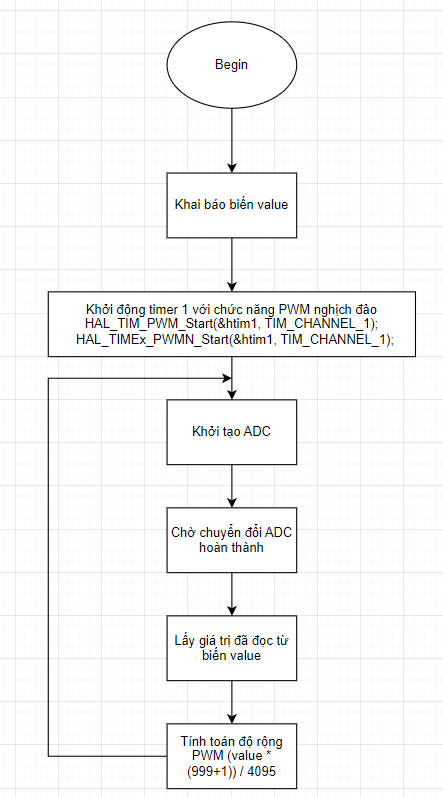 Begin
Khai báo biến value
Khởi động timer 1 với chức năng PWM nghịch đảo
HAL_TIM_PWM_Start(&htim1, TIM_CHANNEL_1);
HAL_TIMEx_PWMN_Start(&htim1, TIM_CHANNEL_1);
Khởi tạo ADC
Chờ chuyển đổi ADC
hoàn thành
Lấy giá trị đã đọc từ
biến value
Tính toán độ rộng
PWM (value *
(999+1)) / 4095